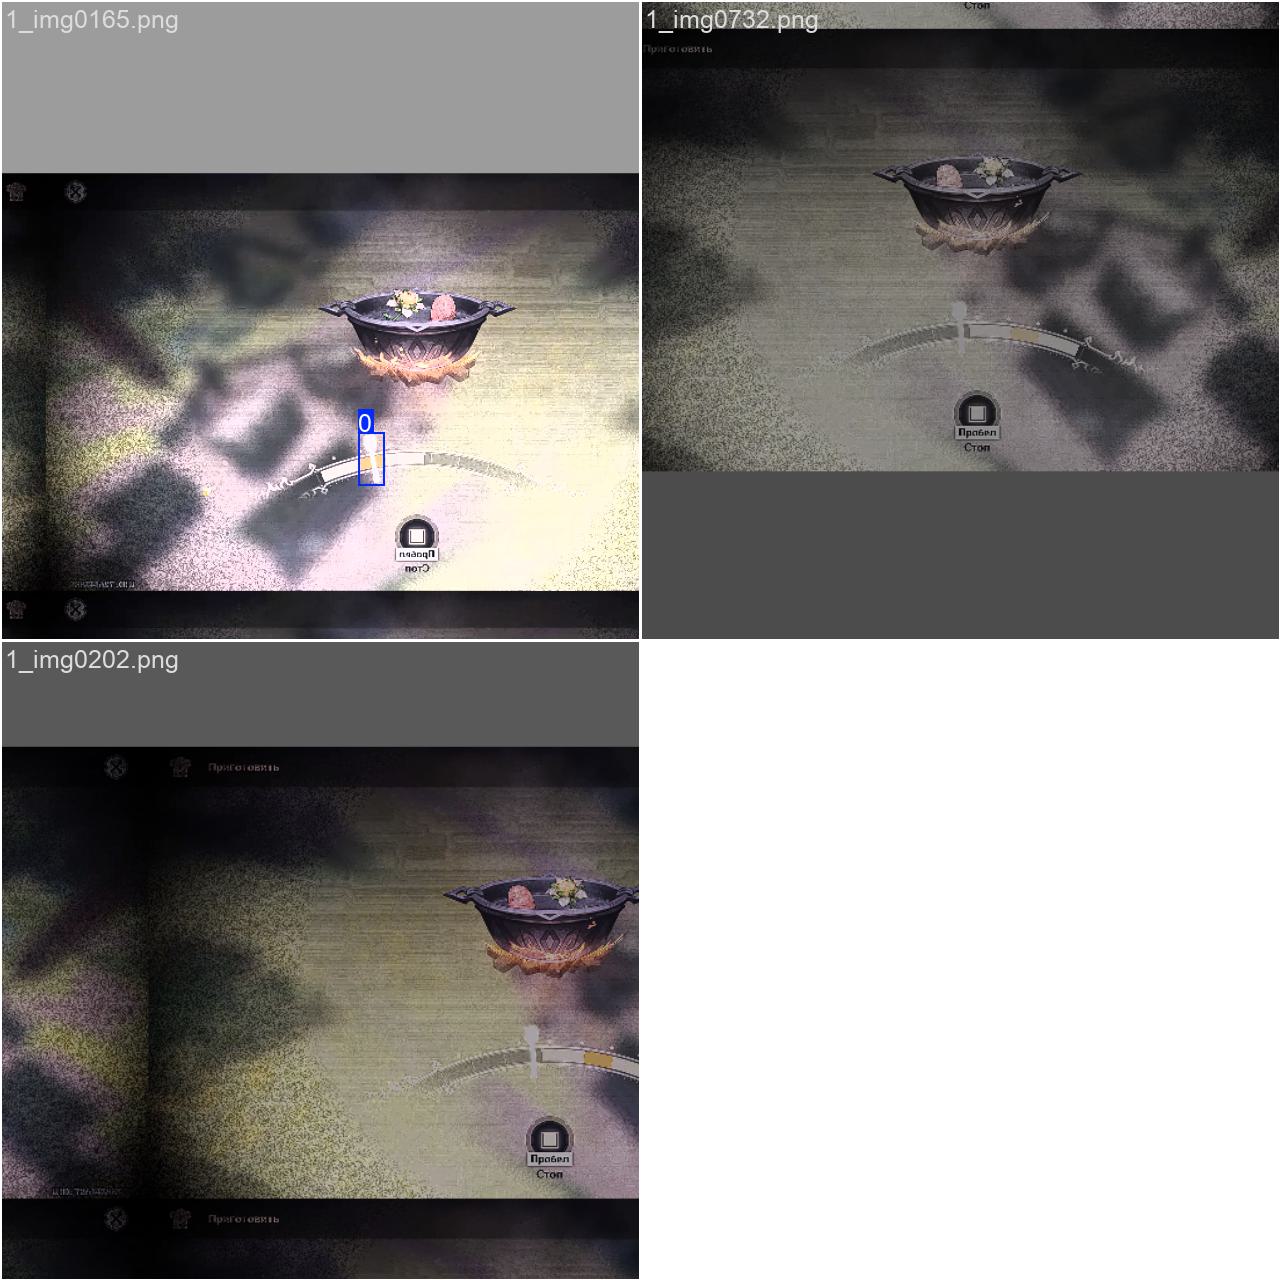 1_img0165.png
0
Пробел
Стоп
1_img0732.png
Стоп
Приготовить
Пробел
Стоп
1_img0202.png
Приготовить
Пробел
Стоп
Приготовить